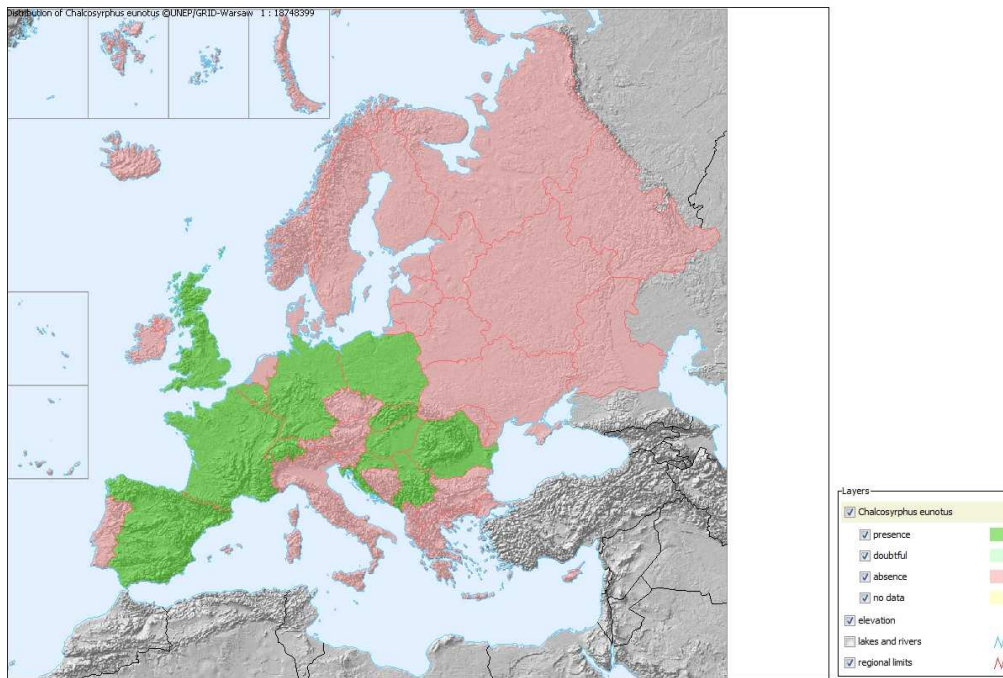 Distribution of Chalcosyrphus eunotus ©UNEP/GRID-Warsaw 1 : 18748399
Layers
Chalcosyrphus eunotus
presence
doubtful
absence
no data
elevation
lakes and rivers
regional limits